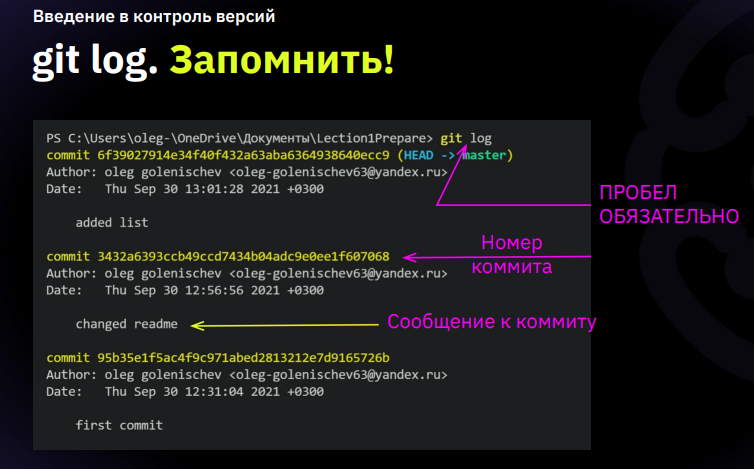 Введение в контроль версий
git log. Запомнить!
PS C:\Users\oleg-\OneDrive\Документы\Lection1Prepare> git log
commit 6f39027914e34f40f432a63aba6364938640ecc9 (HEAD -> master)
Author: oleg golenischev <oleg-golenischev63@yandex.ru>
Date:   Thu Sep 30 13:01:28 2021 +0300
added list
ПРОБЕЛ
ОБЯЗАТЕЛЬНО
commit 3432a6393ccb49ccd7434b04adc9e0ee1f607068
Номер
коммита
Author: oleg golenischev <oleg-golenischev63@yandex.ru>
Date:   Thu Sep 30 12:56:56 2021 +0300
changed readme
Сообщение к коммиту
commit 95b35e1f5ac4f9c971abed2813212e7d9165726b
Author: oleg golenischev <oleg-golenischev63@yandex.ru>
Date:   Thu Sep 30 12:31:04 2021 +0300
first commit